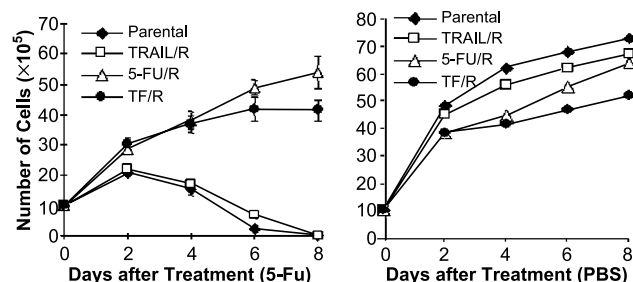 Number of Cells (×10⁵)
70
60
50
40
30
20
10
0
Parental
TRAIL/R
5-FU/R
TF/R
0 2 4 6 8
Days after Treatment (5-Fu)
80
70
60
50
40
30
20
10
Parental
TRAIL/R
5-FU/R
TF/R
0 2 4 6 8
Days after Treatment (PBS)